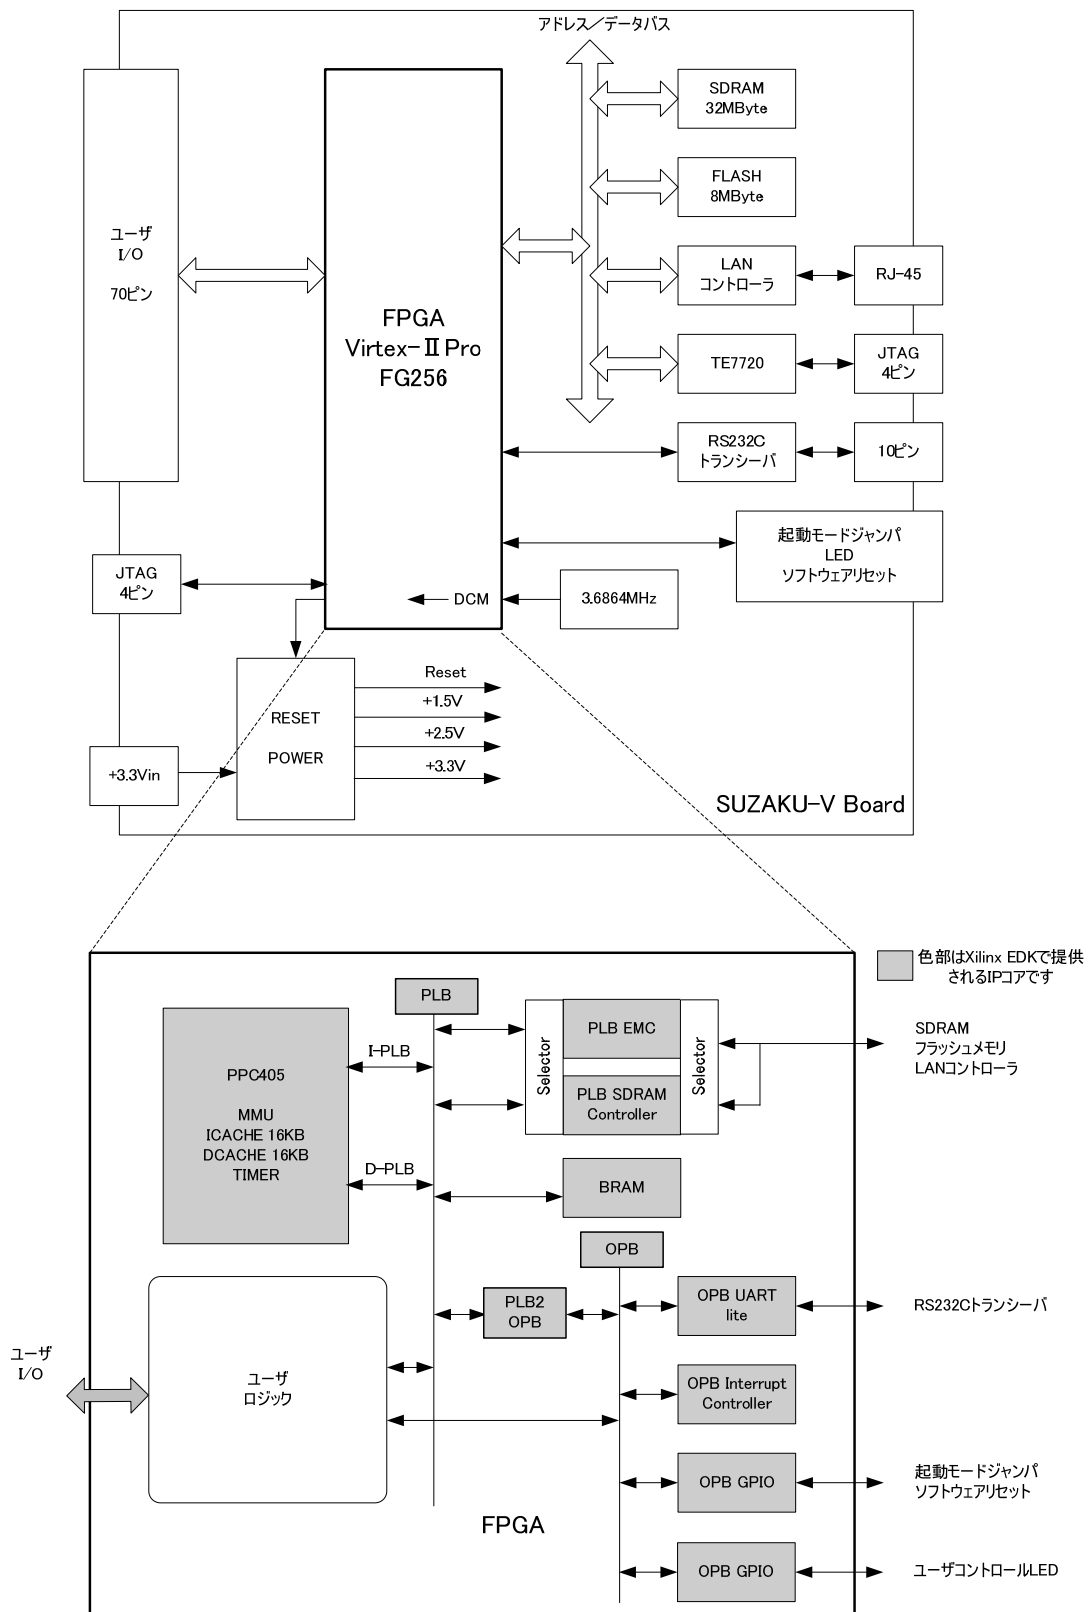 アドレス／データバス
SDRAM
32MByte
FLASH
8MByte
ユーザ
I/O
70ピン
LAN
コントローラ
RJ-45
FPGA
Virtex-Ⅱ Pro
FG256
TE7720
JTAG
4ピン
RS232C
トランシーバ
10ピン
起動モードジャンパ
LED
ソフトウェアリセット
JTAG
4ピン
DCM
3.6864MHz
RESET
POWER
Reset
+1.5V
+2.5V
+3.3V
+3.3Vin
SUZAKU-V Board
色部はXilinx EDKで提供
されるIPコアです
PLB
Selector
PLB EMC
PLB SDRAM
Controller
Selector
SDRAM
フラッシュメモリ
LANコントローラ
I-PLB
PPC405
MMU
ICACHE 16KB
DCACHE 16KB
TIMER
D-PLB
BRAM
OPB
PLB2
OPB
OPB UART
lite
RS232Cトランシーバ
ユーザ
I/O
ユーザ
ロジック
OPB Interrupt
Controller
OPB GPIO
起動モードジャンパ
ソフトウェアリセット
FPGA
OPB GPIO
ユーザコントロールLED